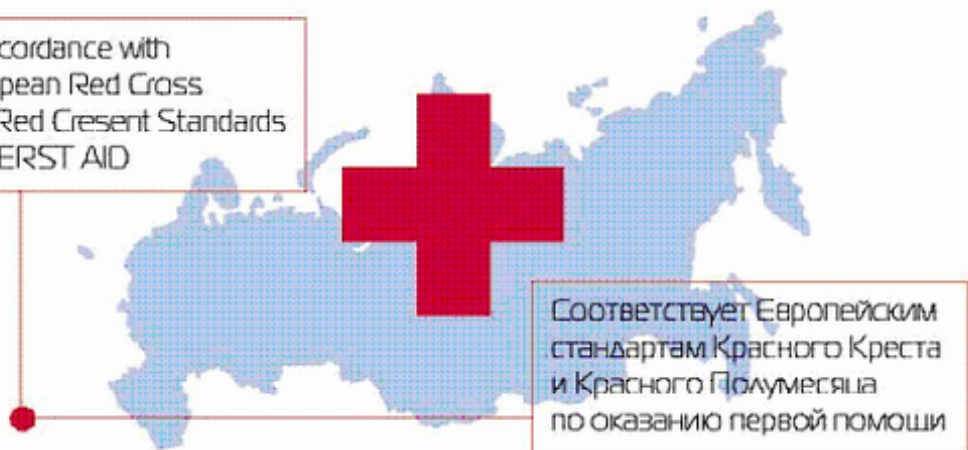 cordance with
pean Red Cross
Red Cresent Standards
ERST AID
Соответствует Европейским
стандартам Красного Креста
и Красного Полумесяца
по оказанию первой помощи